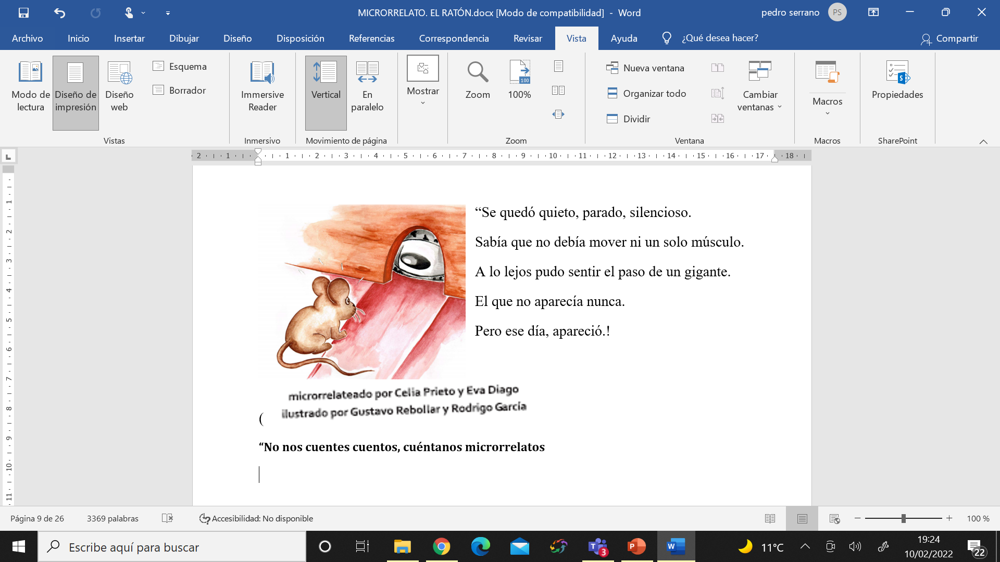 MICRORRELATO. EL RATÓN.docx [Modo de compatibilidad] - Word
pedro serrano
PS
Archivo
Inicio
Insertar
Dibujar
Diseño
Disposición
Referencias
Correspondencia
Revisar
Vista
Ayuda
¿Qué desea hacer?
Compartir
Modo de lectura
Diseño de impresión
Diseño web
Esquema
Borrador
Vistas
Immersive Reader
Inmersivo
Vertical
En paralelo
Movimiento de página
Mostrar
Zoom
100
100%
Zoom
Nueva ventana
Organizar todo
Dividir
Cambiar ventanas
Ventana
Macros
Macros
S
Propiedades
SharePoint
2 1 1 2 3 4 5 6 7 8 9 10 11 12 13 14 15 16 17 18
1
2
3
4
5
6
7
8
9
10
11
“Se quedó quieto, parado, silencioso.
Sabía que no debía mover ni un solo músculo.
A lo lejos pudo sentir el paso de un gigante.
El que no aparecía nunca.
Pero ese día, apareció.!
microrrelateado por Celia Prieto y Eva Diago
ilustrado por Gustavo Rebollar y Rodrigo García
(
“No nos cuentes cuentos, cuéntanos microrrelatos
Página 9 de 26
3369 palabras
Accesibilidad: No disponible
100 %
Escribe aquí para buscar
T
3
P
W
11°C
19:24
10/02/2022
22